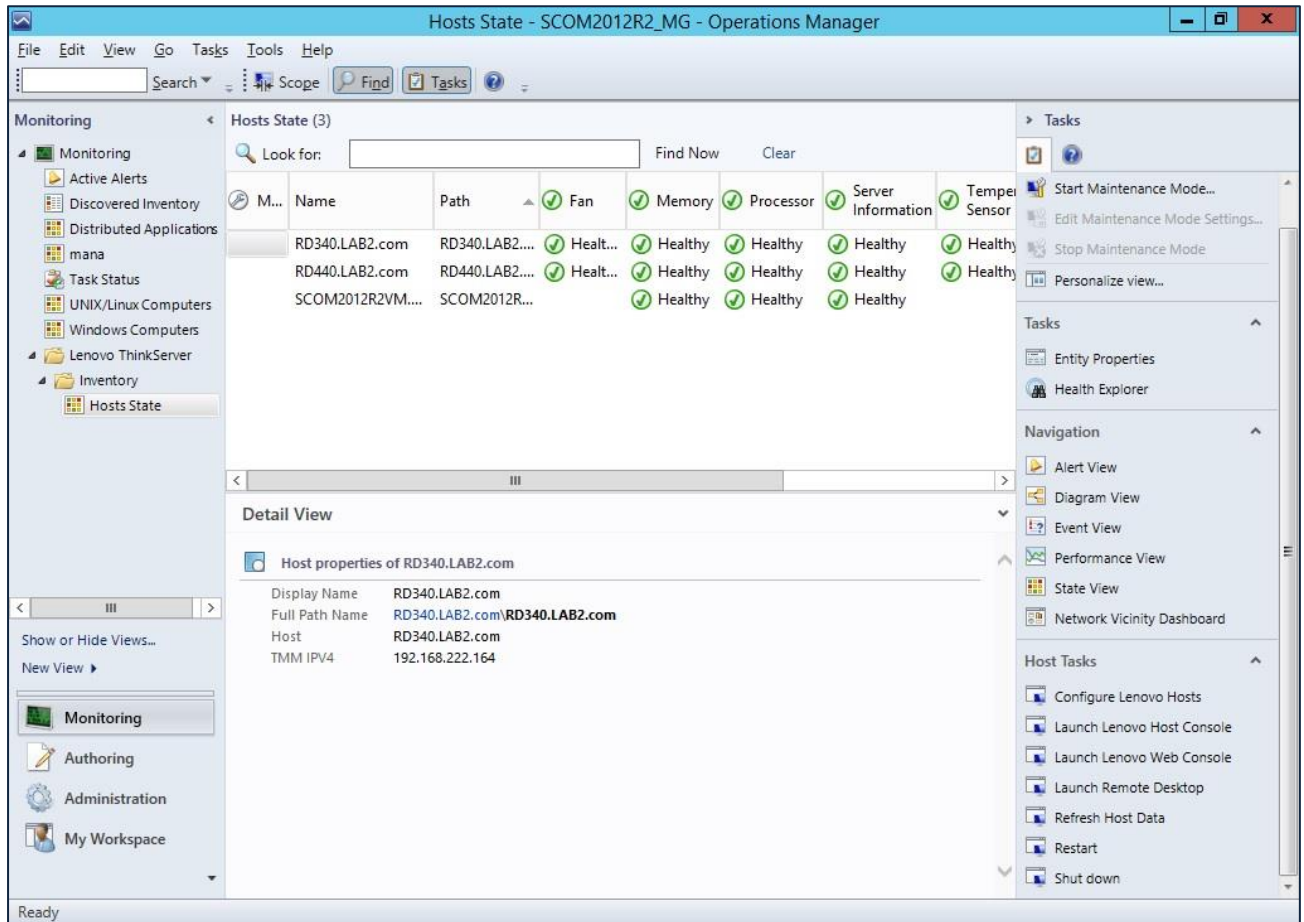 Hosts State - SCOM2012R2_MG - Operations Manager
File Edit View Go Tasks Tools Help
Search Scope Find Tasks
Monitoring
Monitoring
Active Alerts
Discovered Inventory
Distributed Applications
mana
Task Status
UNIX/Linux Computers
Windows Computers
Lenovo ThinkServer
Inventory
Hosts State
Show or Hide Views...
New View
Monitoring
Authoring
Administration
My Workspace
Hosts State (3)
Look for: Find Now Clear
M... Name Path Fan Memory Processor Server Information Temper Sensor
RD340.LAB2.com RD340.LAB2.... Healt... Healthy Healthy Healthy Healthy
RD440.LAB2.com RD440.LAB2.... Healt... Healthy Healthy Healthy Healthy
SCOM2012R2VM.... SCOM2012R... Healthy Healthy Healthy
Detail View
Host properties of RD340.LAB2.com
Display Name RD340.LAB2.com
Full Path Name RD340.LAB2.com\RD340.LAB2.com
Host RD340.LAB2.com
TMM IPV4 192.168.222.164
Tasks
Start Maintenance Mode...
Edit Maintenance Mode Settings...
Stop Maintenance Mode
Personalize view...
Tasks
Entity Properties
Health Explorer
Navigation
Alert View
Diagram View
Event View
Performance View
State View
Network Vicinity Dashboard
Host Tasks
Configure Lenovo Hosts
Launch Lenovo Host Console
Launch Lenovo Web Console
Launch Remote Desktop
Refresh Host Data
Restart
Shut down
Ready